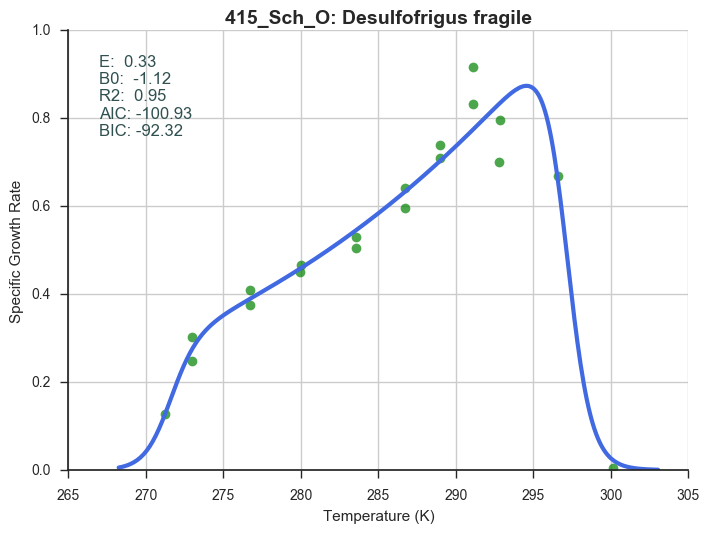 415_Sch_O: Desulfofrigus fragile
E:  0.33
B0:  -1.12
R2:  0.95
AIC: -100.93
BIC: -92.32
Specific Growth Rate
1.0
0.8
0.6
0.4
0.2
0.0
265 270 275 280 285 290 295 300 305
Temperature (K)